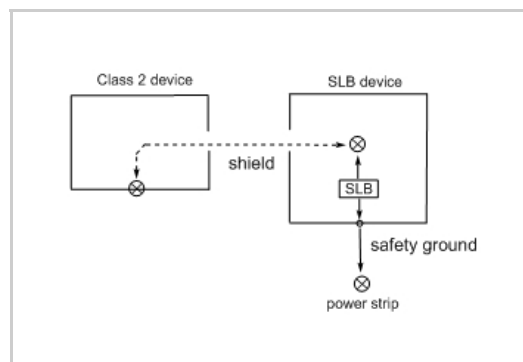 Class 2 device
SLB device
shield
SLB
safety ground
power strip